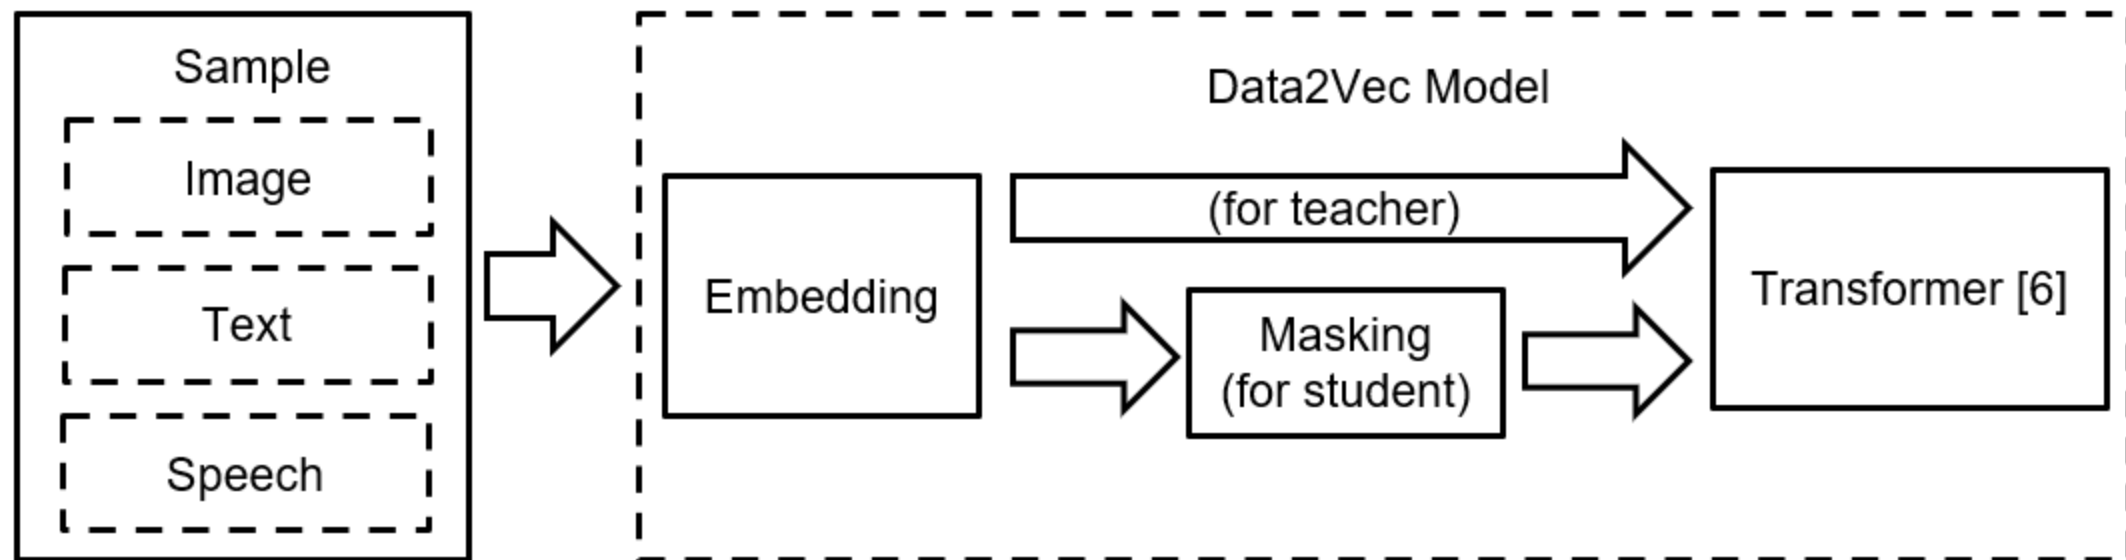 Sample
Image
Text
Speech
Data2Vec Model
Embedding
(for teacher)
Masking
(for student)
Transformer [6]